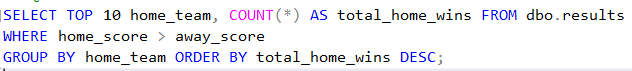 SELECT TOP 10 home_team, COUNT(*) AS total_home_wins FROM dbo.results
WHERE home_score > away_score
GROUP BY home_team ORDER BY total_home_wins DESC;